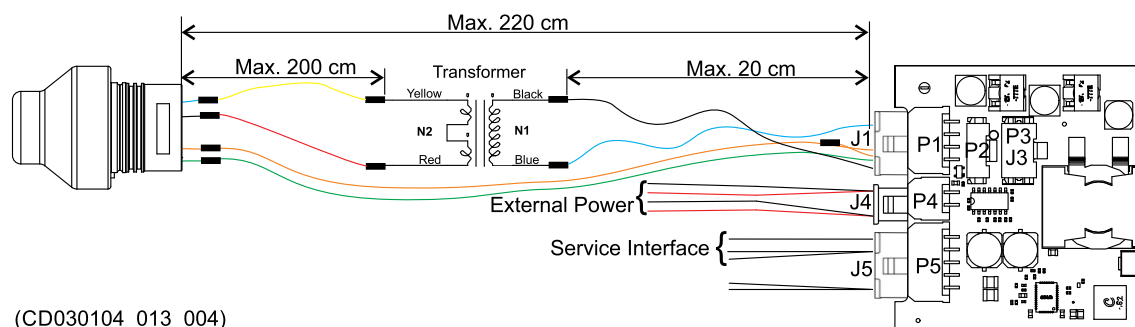 Max. 220 cm
Max. 200 cm
Transformer
Max. 20 cm
Yellow
Black
N2
N1
Red
Blue
J1
P1
P2
P3
J3
External Power
J4
P4
Service Interface
J5
P5
(CD030104_013_004)